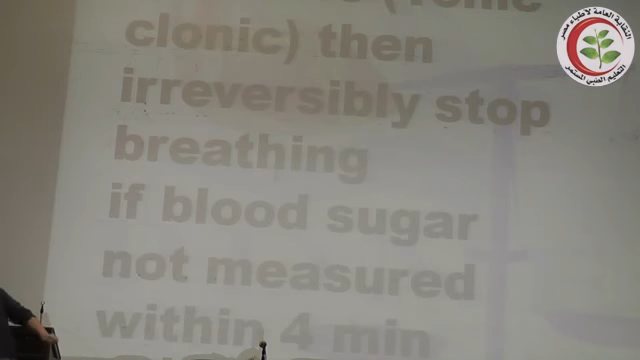 (Tonic
clonic) then
irreversibly stop
breathing
if blood sugar
not measured
within 4 min
النقابة العامة لأطباء مصر
التعليم الطبي المستمر